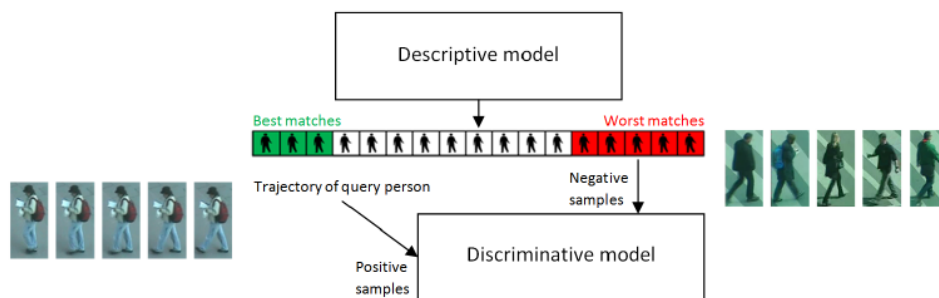 Descriptive model
Best matches
Worst matches
Trajectory of query person
Negative
samples
Discriminative model
Positive
samples